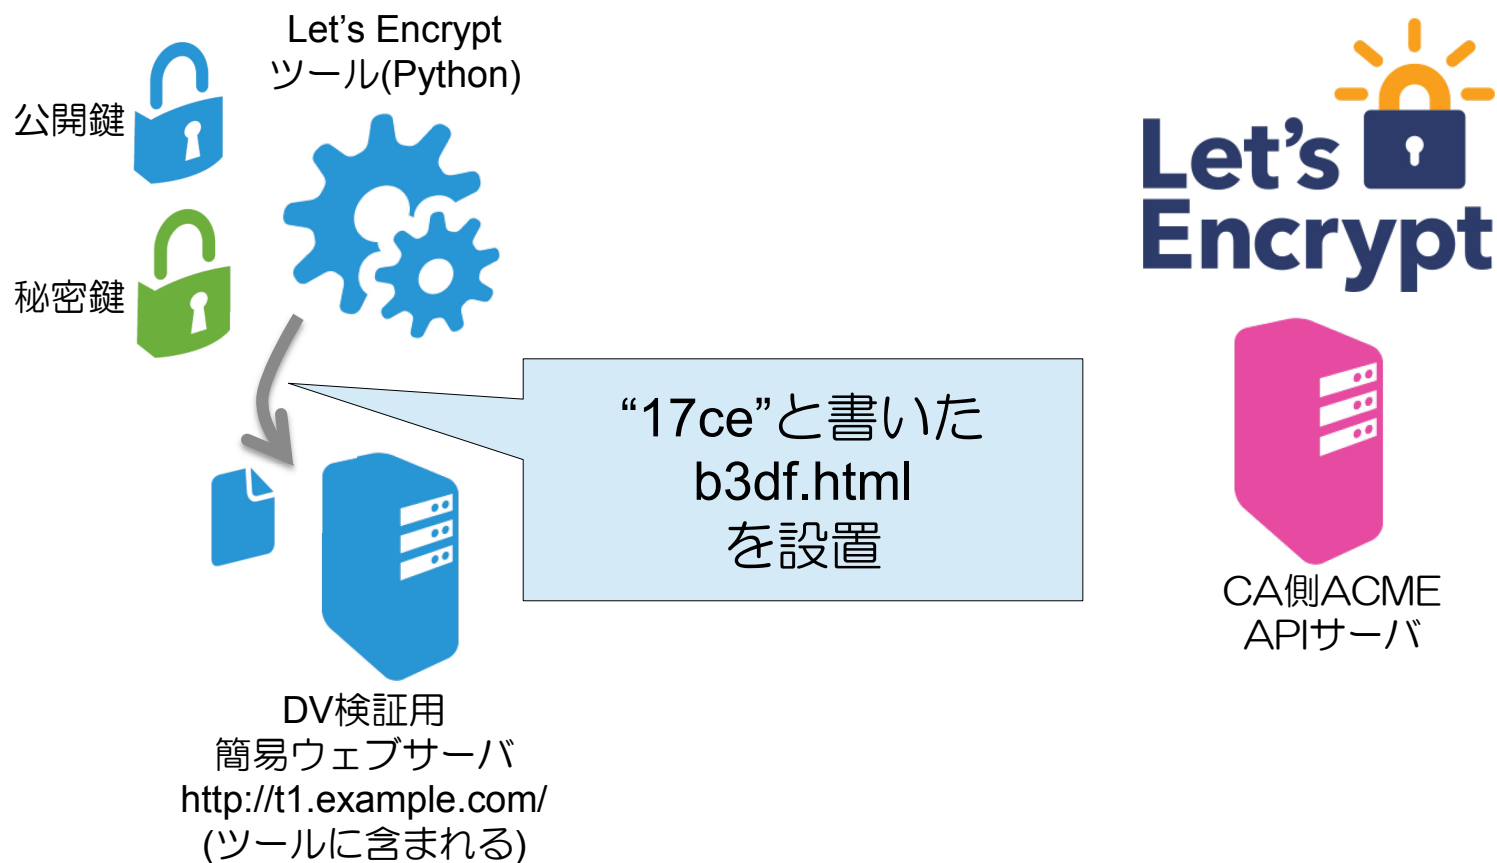 Let’s Encrypt
ツール(Python)
公開鍵
秘密鍵
Let’s
Encrypt
“17ce”と書いた
b3df.html
を設置
CA側ACME
APIサーバ
DV検証用
簡易ウェブサーバ
http://t1.example.com/
(ツールに含まれる)